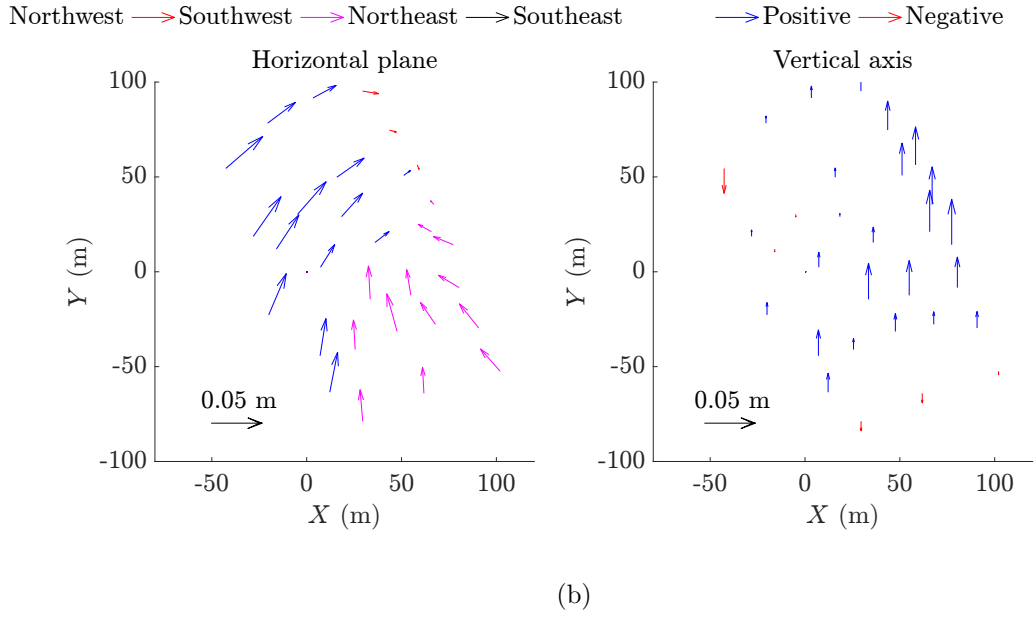 Northwest Southwest Northeast Southeast Positive Negative
Horizontal plane Vertical axis
100 100
50 50
Y (m) Y (m)
0 0
-50 -50
0.05 m 0.05 m
-100 -100
-50 0 50 100 -50 0 50 100
X (m) X (m)
(b)